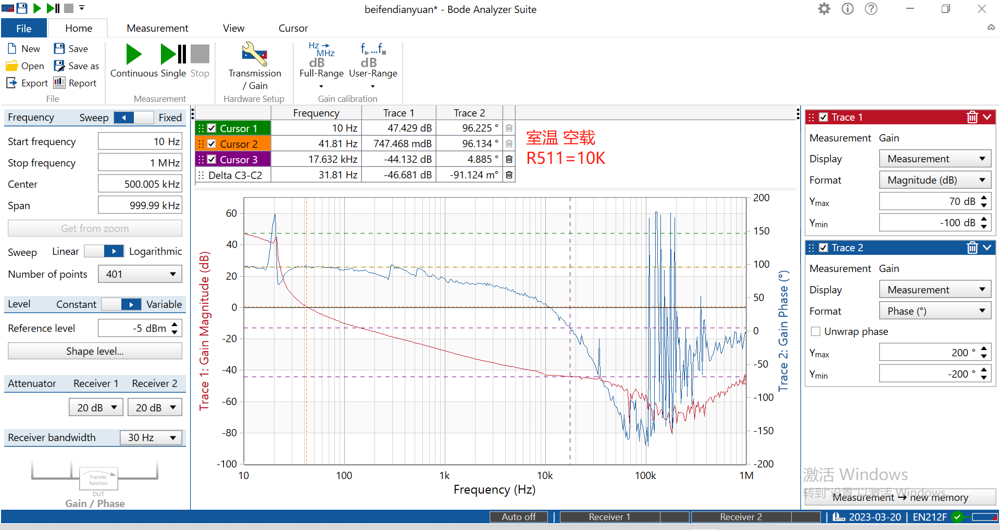 beifendianyuan* - Bode Analyzer Suite
File Home Measurement View Cursor
New Save
Open Save as
Export Report
File
Continuous Single Stop
Measurement
Transmission
/ Gain
Hardware Setup
Hz
MHz
dB
Full-Range
f...f
dB
User-Range
Gain calibration
Frequency Sweep Fixed
Start frequency 10 Hz
Stop frequency 1 MHz
Center 500.005 kHz
Span 999.99 kHz
Get from zoom
Sweep Linear Logarithmic
Number of points 401
Level Constant Variable
Reference level -5 dBm
Shape level...
Attenuator Receiver 1 Receiver 2
20 dB 20 dB
Receiver bandwidth 30 Hz
Transfer
function
DUT
Gain / Phase
Frequency Trace 1 Trace 2
Cursor 1 10 Hz 47.429 dB 96.225 °
Cursor 2 41.81 Hz 747.468 mdB 96.134 °
Cursor 3 17.632 kHz -44.132 dB 4.885 °
Delta C3-C2 31.81 Hz -46.681 dB -91.124 m°
室温 空载
R511=10K
Trace 1: Gain Magnitude (dB)
60
40
20
0
-20
-40
-60
-80
-100
10 100 1k 10k 100k 1M
Frequency (Hz)
200
150
100
50
0
-50
-100
-150
-200
Trace 2: Gain Phase (°)
Trace 1
Measurement Gain
Display Measurement
Format Magnitude (dB)
Ymax 70 dB
Ymin -100 dB
Trace 2
Measurement Gain
Display Measurement
Format Phase (°)
Unwrap phase
Ymax 200 °
Ymin -200 °
激活 Windows
转到"设置"以激活 Windows。
Measurement → new memory
Auto off | Receiver 1 Receiver 2 | 2023-03-20 | EN212F